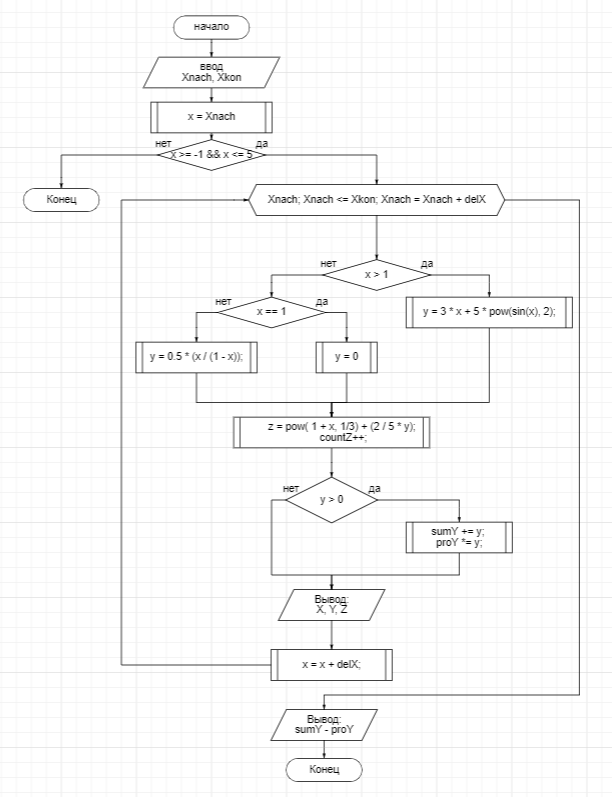 начало
ввод
Xnach, Xkon
x = Xnach
нет
да
x >= -1 && x <= 5
Конец
Xnach; Xnach <= Xkon; Xnach = Xnach + delX
нет
да
x > 1
нет
да
x == 1
y = 3 * x + 5 * pow(sin(x), 2);
y = 0.5 * (x / (1 - x));
y = 0
z = pow( 1 + x, 1/3) + (2 / 5 * y);
countZ++;
нет
да
y > 0
sumY += y;
proY *= y;
Вывод:
X, Y, Z
x = x + delX;
Вывод:
sumY - proY
Конец